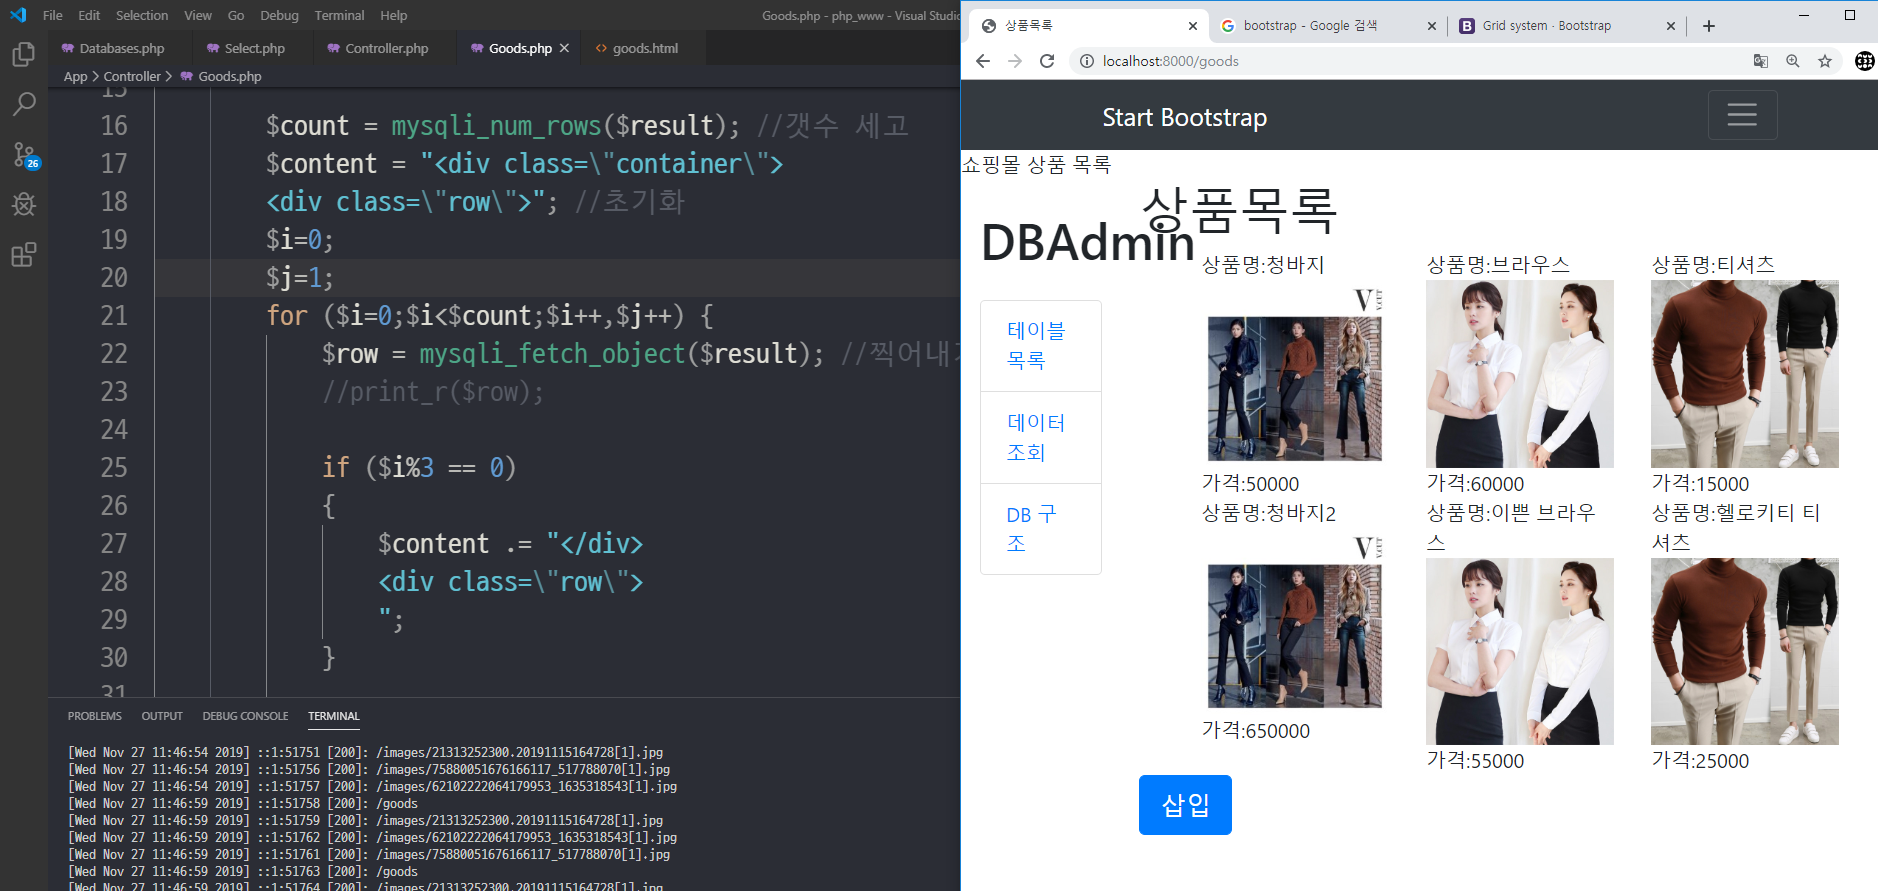 File Edit Selection View Go Debug Terminal Help Goods.php - php_www - Visual Studio
Databases.php Select.php Controller.php Goods.php goods.html
App > Controller > Goods.php
26
15
16 $count = mysqli_num_rows($result); //갯수 세고
17 $content = "<div class=\"container\">
18 <div class=\"row\">"; //초기화
19 $i=0;
20 $j=1;
21 for ($i=0;$i<$count;$i++,$j++) {
22 $row = mysqli_fetch_object($result); //찍어내
23 //print_r($row);
24
25 if ($i%3 == 0)
26 {
27 $content .= "</div>
28 <div class=\"row\">
29 ";
30 }
31
PROBLEMS OUTPUT DEBUG CONSOLE TERMINAL
[Wed Nov 27 11:46:54 2019] ::1:51751 [200]: /images/21313252300.20191115164728[1].jpg
[Wed Nov 27 11:46:54 2019] ::1:51756 [200]: /images/75880051676166117_517788070[1].jpg
[Wed Nov 27 11:46:54 2019] ::1:51757 [200]: /images/62102222064179953_1635318543[1].jpg
[Wed Nov 27 11:46:59 2019] ::1:51758 [200]: /goods
[Wed Nov 27 11:46:59 2019] ::1:51759 [200]: /images/21313252300.20191115164728[1].jpg
[Wed Nov 27 11:46:59 2019] ::1:51762 [200]: /images/62102222064179953_1635318543[1].jpg
[Wed Nov 27 11:46:59 2019] ::1:51761 [200]: /images/75880051676166117_517788070[1].jpg
[Wed Nov 27 11:46:59 2019] ::1:51763 [200]: /goods
[Wed Nov 27 11:46:59 2019] ::1:51764 [200]: /images/21313252300.20191115164728[1].jpg
상품목록 bootstrap - Google 검색 Grid system · Bootstrap
localhost:8000/goods
Start Bootstrap
쇼핑몰 상품 목록
상품목록
DBAdmin
테이블
목록
데이터
조회
DB 구
조
상품명:청바지 상품명:브라우스 상품명:티셔츠
V
가격:50000 가격:60000 가격:15000
상품명:청바지2 상품명:이쁜 브라우 상품명:헬로키티 티
스 셔츠
V
가격:650000
가격:55000 가격:25000
삽입